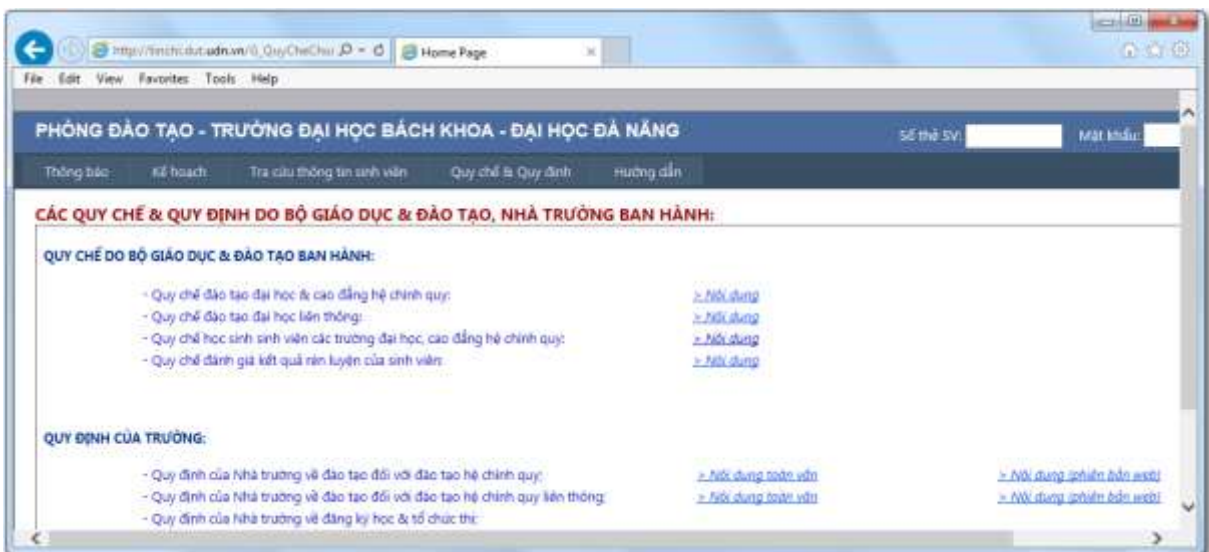 http://tinchi.dut.udn.vn/G_QuyCheChu
Home Page
File Edit View Favorites Tools Help
PHÒNG ĐÀO TẠO - TRƯỜNG ĐẠI HỌC BÁCH KHOA - ĐẠI HỌC ĐÀ NẴNG
Số thẻ SV: Mật khẩu:
Thông báo Kế hoạch Tra cứu thông tin sinh viên Quy chế & Quy định Hướng dẫn
CÁC QUY CHẾ & QUY ĐỊNH DO BỘ GIÁO DỤC & ĐÀO TẠO, NHÀ TRƯỜNG BAN HÀNH:
QUY CHẾ DO BỘ GIÁO DỤC & ĐÀO TẠO BAN HÀNH:
- Quy chế đào tạo đại học & cao đẳng hệ chính quy: > Nội dung
- Quy chế đào tạo đại học liên thông: > Nội dung
- Quy chế học sinh sinh viên các trường đại học, cao đẳng hệ chính quy: > Nội dung
- Quy chế đánh giá kết quả rèn luyện của sinh viên: > Nội dung
QUY ĐỊNH CỦA TRƯỜNG:
- Quy định của Nhà trường về đào tạo đối với đào tạo hệ chính quy: > Nội dung toàn văn > Nội dung (phiên bản web)
- Quy định của Nhà trường về đào tạo đối với đào tạo hệ chính quy liên thông: > Nội dung toàn văn > Nội dung (phiên bản web)
- Quy định của Nhà trường về đăng ký học & tổ chức thi: